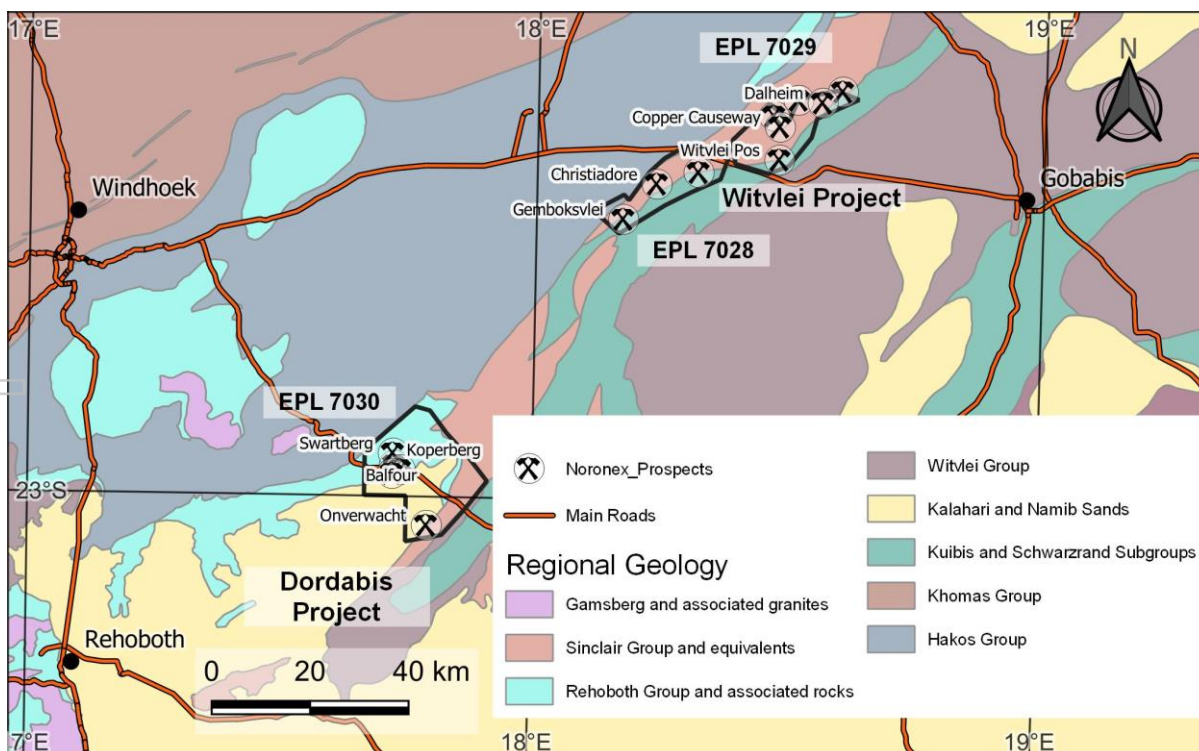 17°E
18°E
19°E
EPL 7029
N
Dalheim
Copper Causeway
Witvlei Pos
Christiadore
Windhoek
Gobabis
Witvlei Project
Gemboksvlei
EPL 7028
EPL 7030
Swartberg
Koperberg
Balfour
23°S
Onverwacht
Dordabis
Project
Rehoboth
0 20 40 km
Noronex_Prospects
Main Roads
Regional Geology
Gamsberg and associated granites
Sinclair Group and equivalents
Rehoboth Group and associated rocks
Witvlei Group
Kalahari and Namib Sands
Kuibis and Schwarzrand Subgroups
Khomas Group
Hakos Group
7°E
18°E
19°E